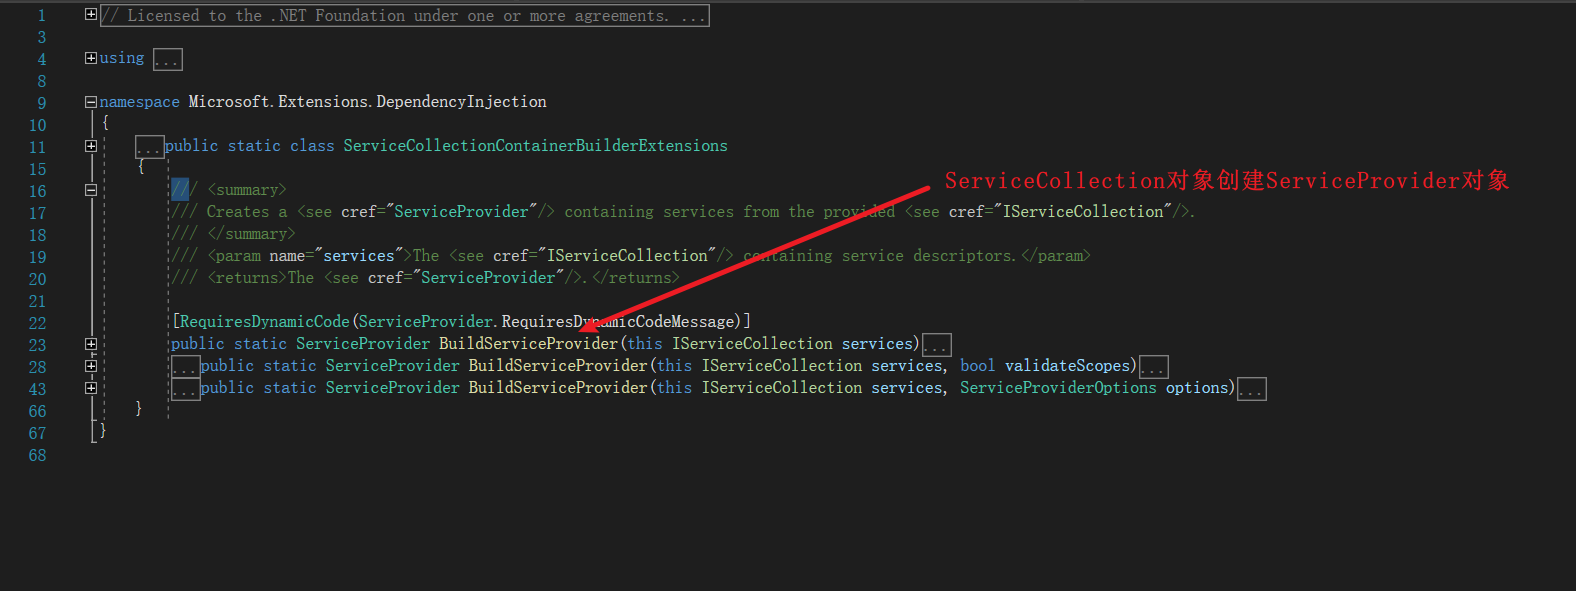 1 // Licensed to the .NET Foundation under one or more agreements. ...
3
4 using ...
8
9 namespace Microsoft.Extensions.DependencyInjection
10 {
11 ...public static class ServiceCollectionContainerBuilderExtensions
15 {
ServiceCollection对象创建ServiceProvider对象
16 /// <summary>
17 /// Creates a <see cref="ServiceProvider"/> containing services from the provided <see cref="IServiceCollection"/>.
18 /// </summary>
19 /// <param name="services">The <see cref="IServiceCollection"/> containing service descriptors.</param>
20 /// <returns>The <see cref="ServiceProvider"/>.</returns>
21
22 [RequiresDynamicCode(ServiceProvider.RequiresDynamicCodeMessage)]
23 public static ServiceProvider BuildServiceProvider(this IServiceCollection services)...
28 ...public static ServiceProvider BuildServiceProvider(this IServiceCollection services, bool validateScopes)...
43 ...public static ServiceProvider BuildServiceProvider(this IServiceCollection services, ServiceProviderOptions options)...
66 }
67 }
68